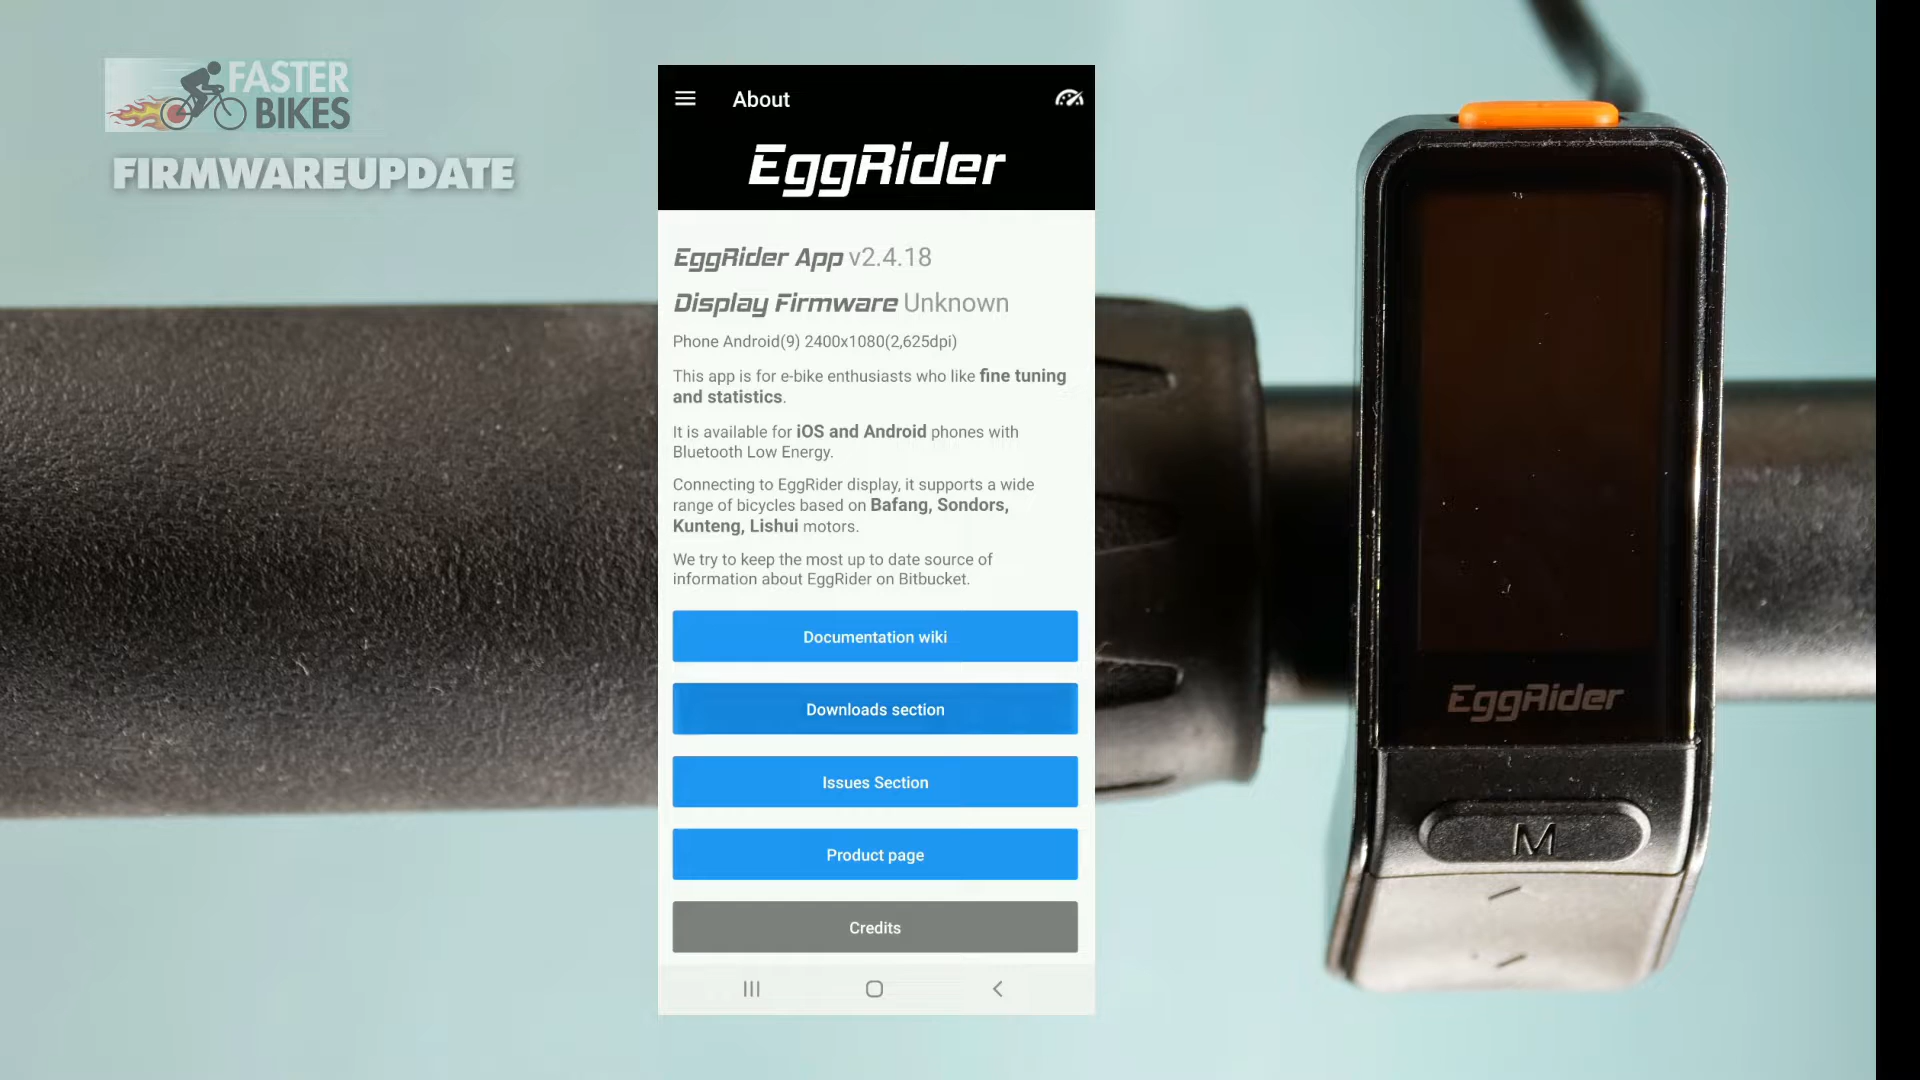 FASTER
BIKES
FIRMWAREUPDATE
About
EggRider
EggRider App v2.4.18
Display Firmware Unknown
Phone Android(9) 2400x1080(2,625dpi)
This app is for e-bike enthusiasts who like fine tuning
and statistics.
It is available for iOS and Android phones with
Bluetooth Low Energy.
Connecting to EggRider display, it supports a wide
range of bicycles based on Bafang, Sondors,
Kunteng, Lishui motors.
We try to keep the most up to date source of
information about EggRider on Bitbucket.
Documentation wiki
Downloads section
Issues Section
Product page
Credits
EggRider
M